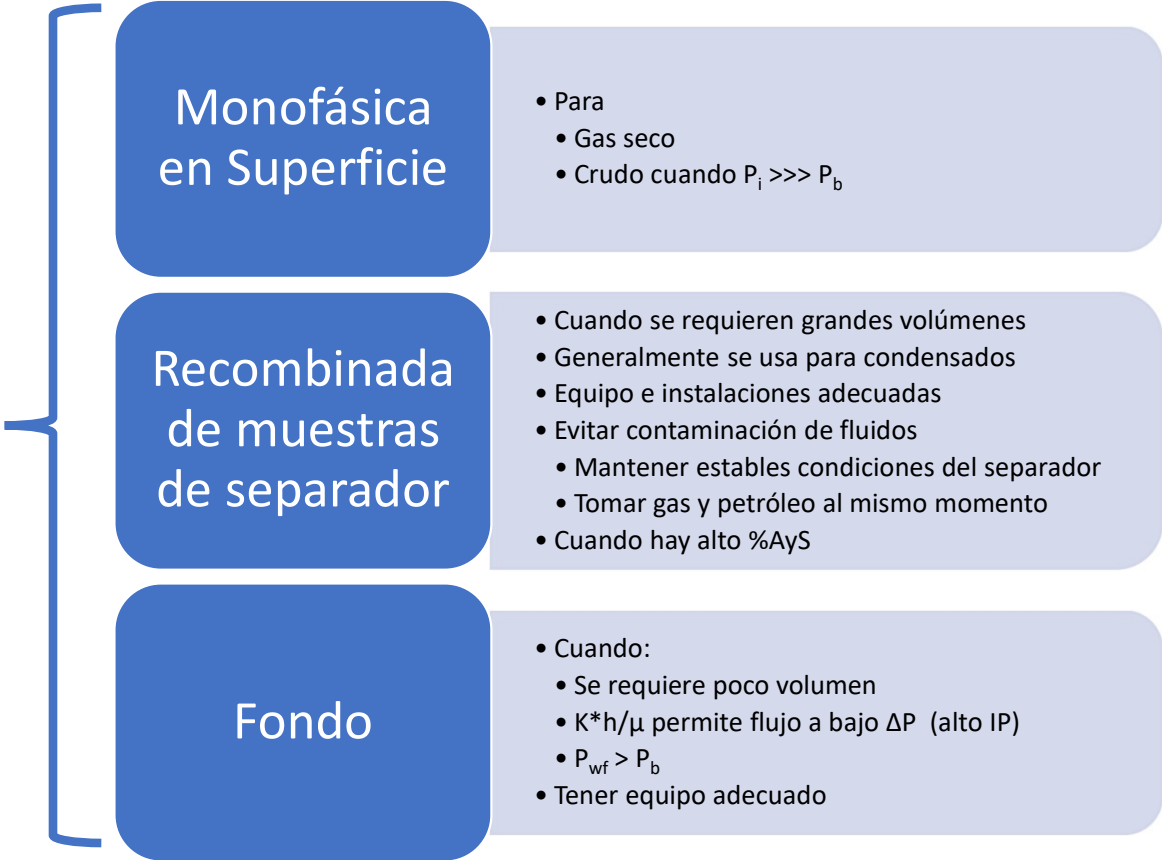 Monofásica
en Superficie
• Para
• Gas seco
• Crudo cuando Pi >>> Pb
Recombinada
de muestras
de separador
• Cuando se requieren grandes volúmenes
• Generalmente se usa para condensados
• Equipo e instalaciones adecuadas
• Evitar contaminación de fluidos
• Mantener estables condiciones del separador
• Tomar gas y petróleo al mismo momento
• Cuando hay alto %AyS
Fondo
• Cuando:
• Se requiere poco volumen
• K*h/μ permite flujo a bajo ΔP (alto IP)
• Pwf > Pb
• Tener equipo adecuado